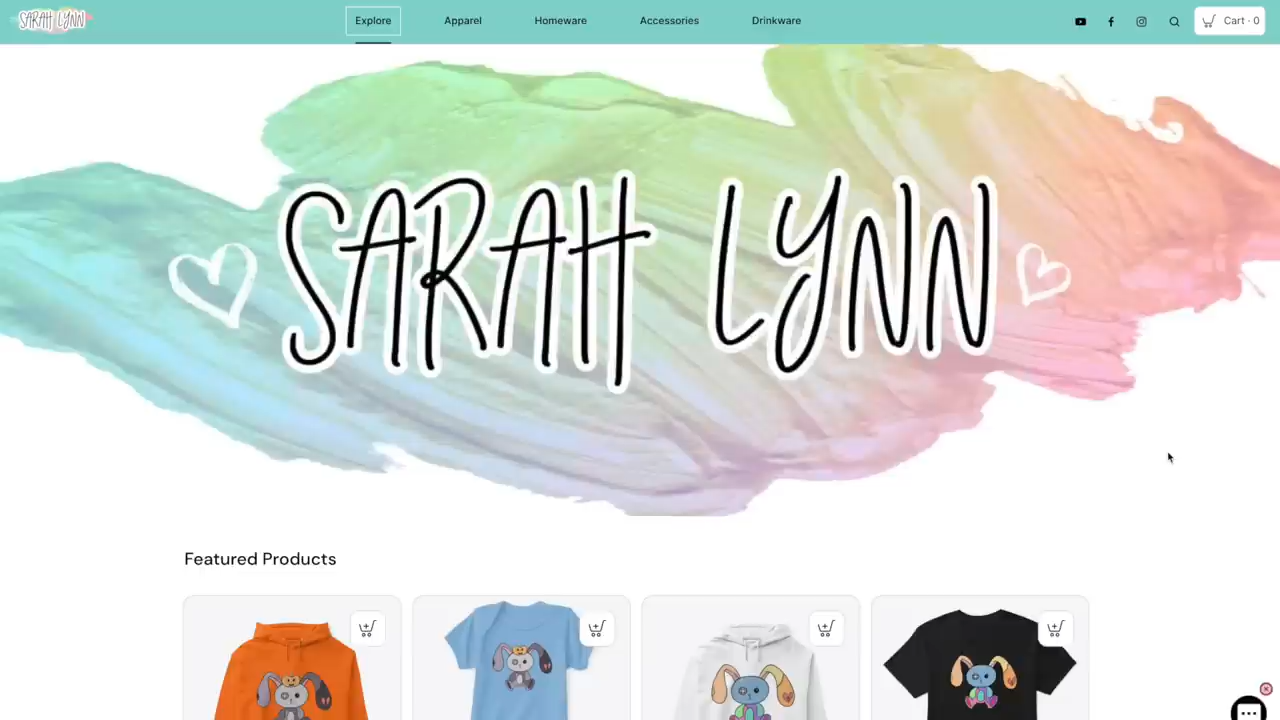 SARAH LYNN
Explore
Apparel
Homeware
Accessories
Drinkware
Cart · 0
SARAH LYNN
Featured Products